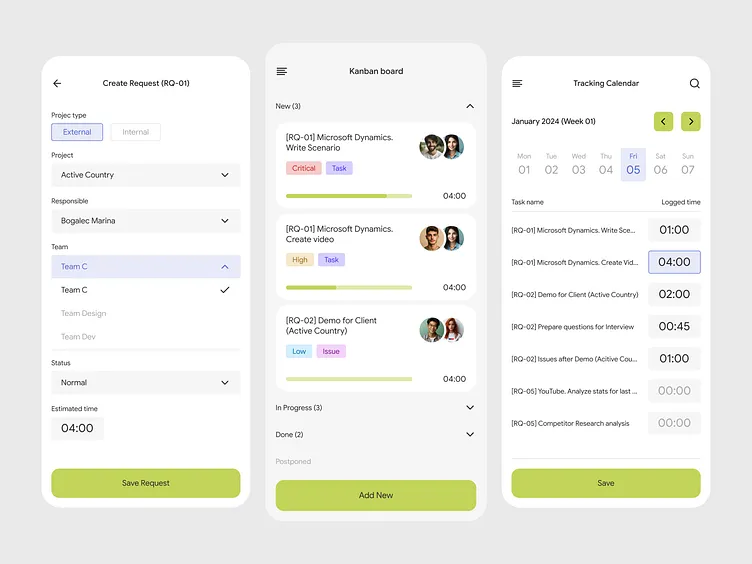 Create Request (RQ-01)
Projec type
External
Internal
Project
Active Country
Responsible
Bogalec Marina
Team
Team C
Team C
Team Design
Team Dev
Status
Normal
Estimated time
04:00
Save Request
Kanban board
New (3)
[RQ-01] Microsoft Dynamics.
Write Scenario
Critical
Task
04:00
[RQ-01] Microsoft Dynamics.
Create video
High
Task
04:00
[RQ-02] Demo for Client
(Active Country)
Low
Issue
04:00
In Progress (3)
Done (2)
Postponed
Add New
Tracking Calendar
January 2024 (Week 01)
Mon Tue Wed Thu Fri Sat Sun
01 02 03 04 05 06 07
Task name Logged time
[RQ-01] Microsoft Dynamics. Write Sce... 01:00
[RQ-01] Microsoft Dynamics. Create Vid... 04:00
[RQ-02] Demo for Client (Active Country) 02:00
[RQ-02] Prepare questions for Interview 00:45
[RQ-02] Issues after Demo (Acitive Cou... 01:00
[RQ-05] YouTube. Analyze stats for last ... 00:00
[RQ-05] Competitor Research analysis 00:00
Save